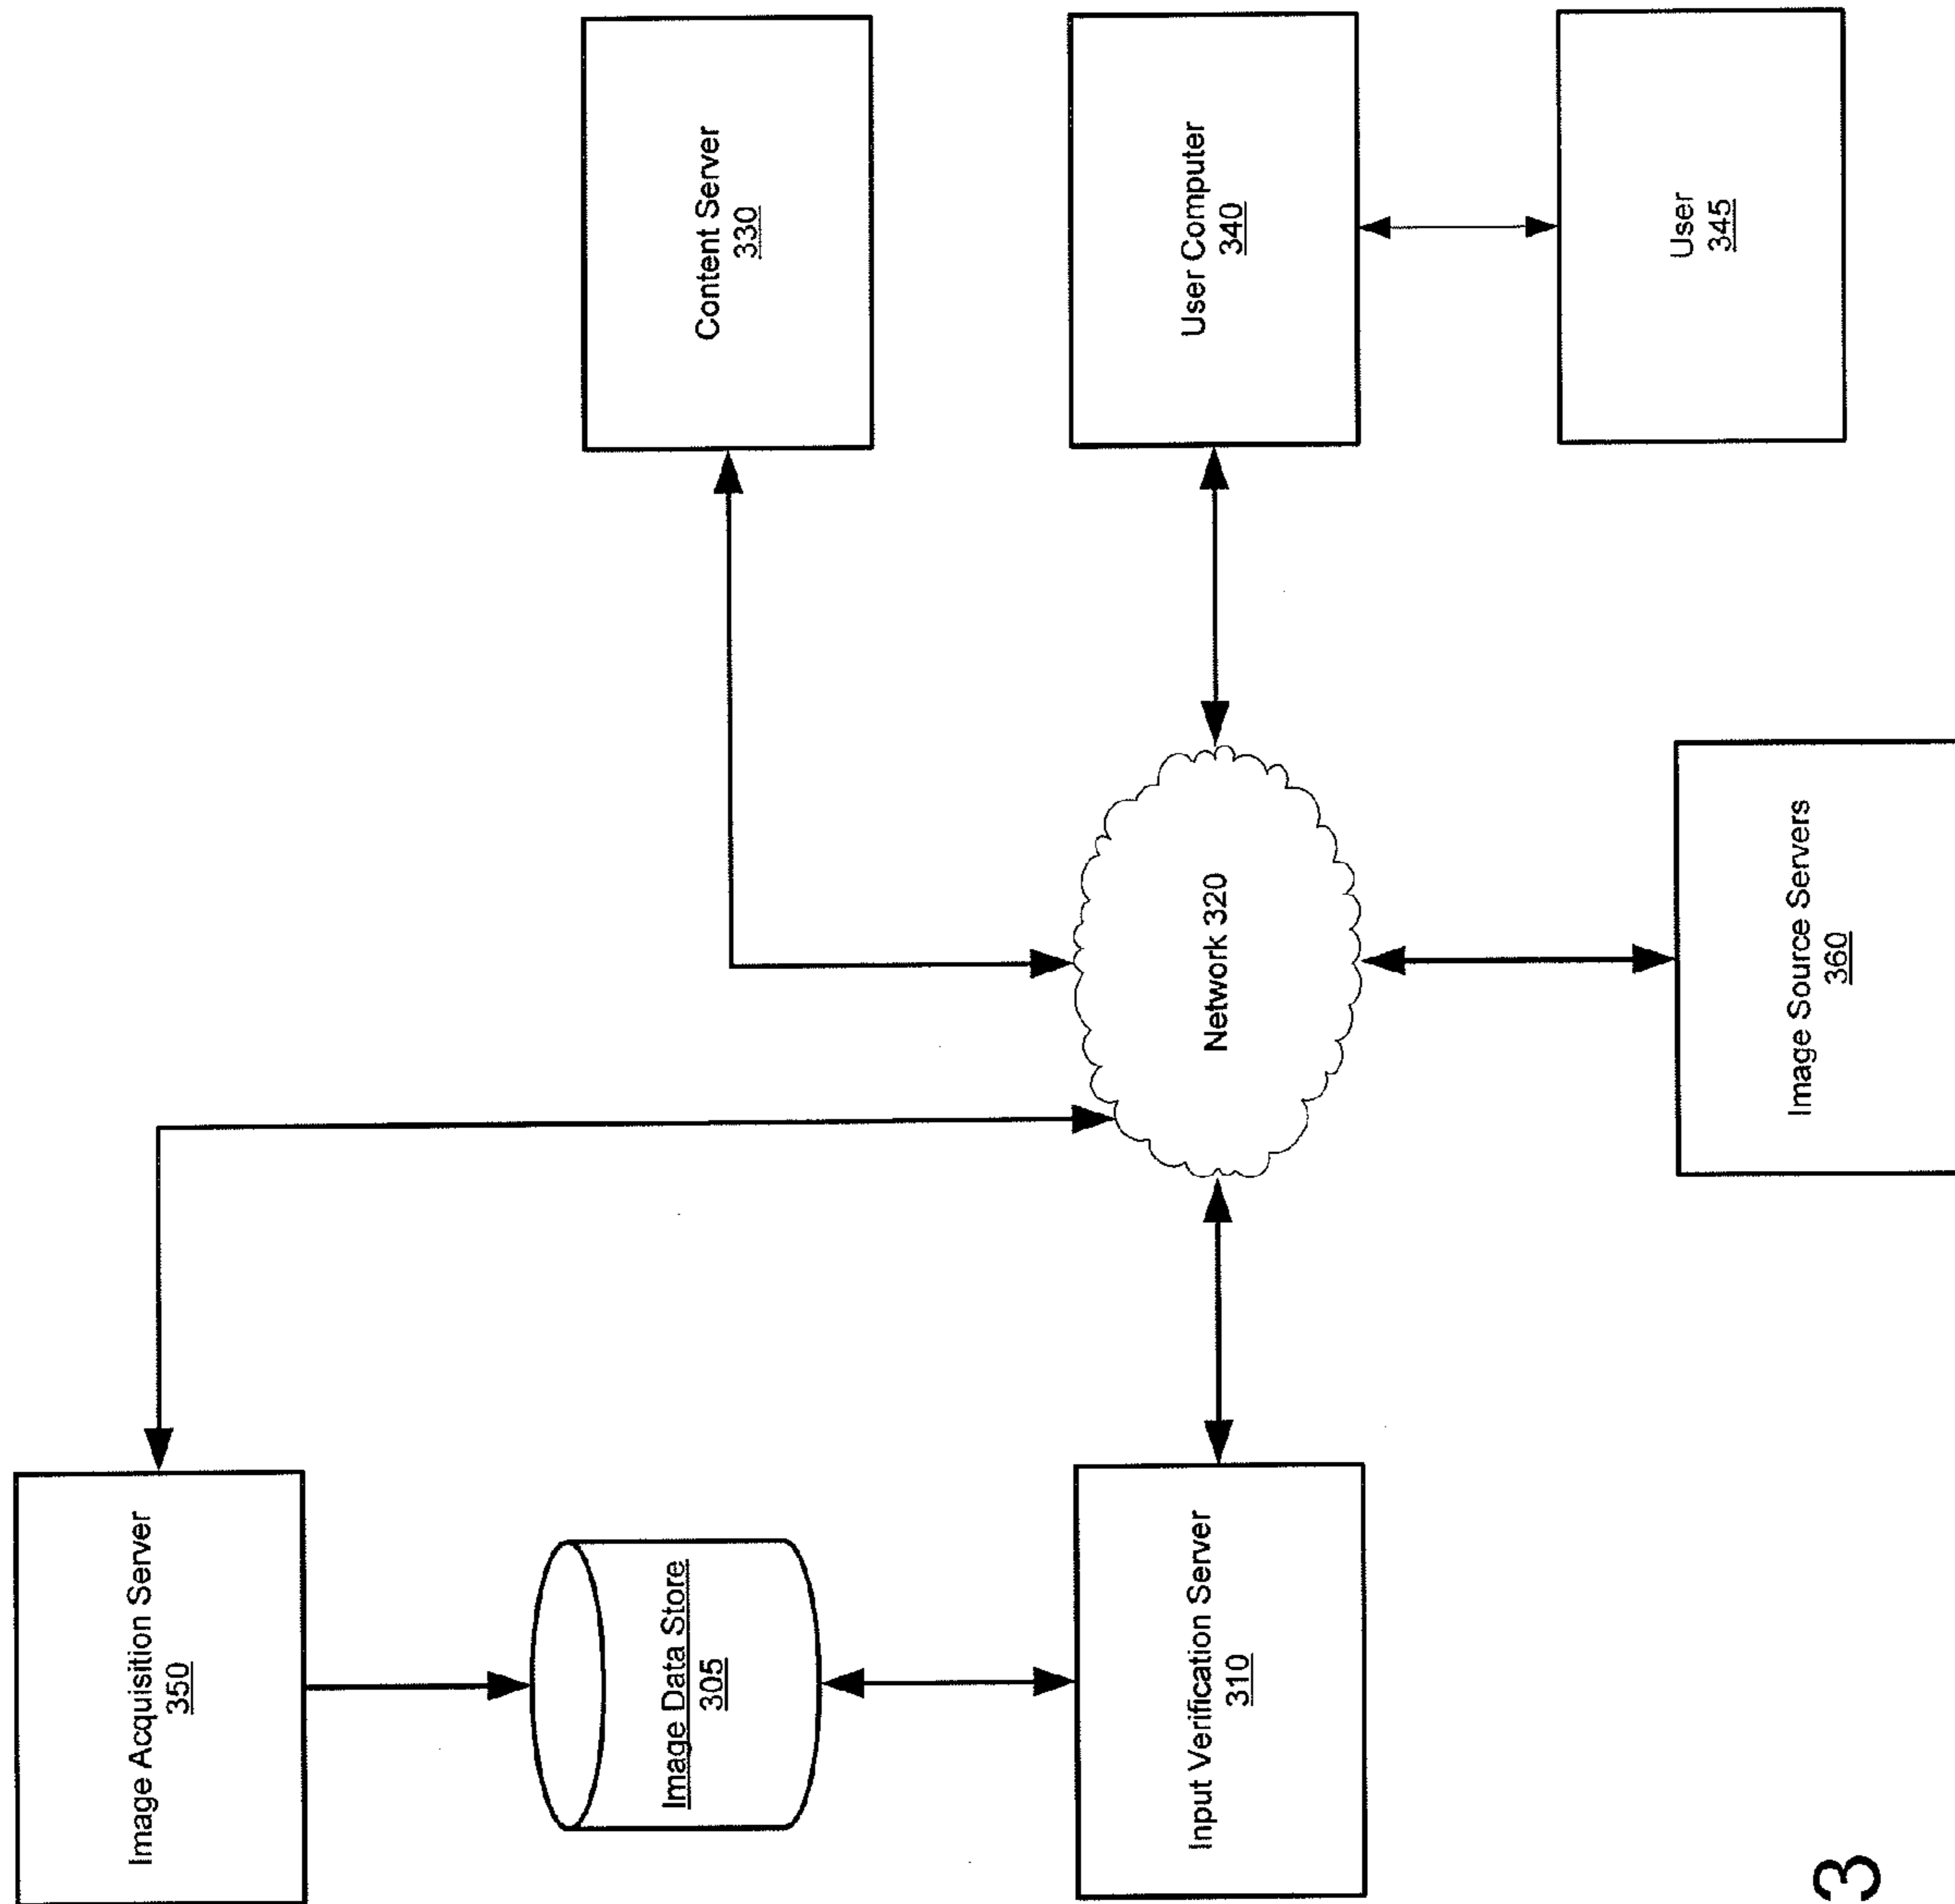 Image Acquisition Server
350
Image Data Store
305
Input Verification Server
310
Network 320
Content Server
330
User Computer
340
User
345
Image Source Servers
360
3